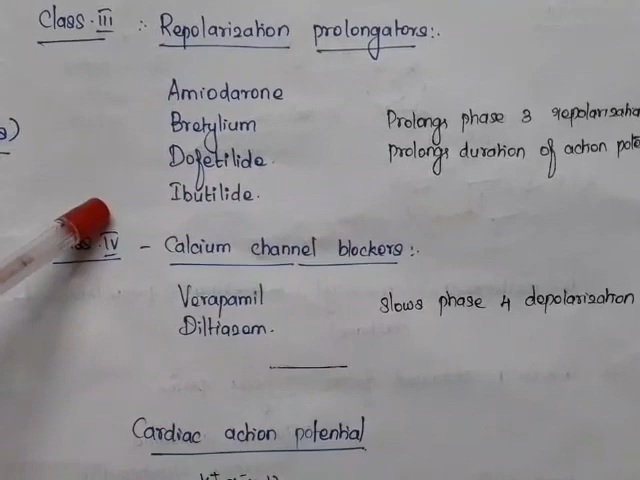 Class. III :- Repolarization prolongators:.
Amiodarone
Bretylium Prolongs phase 3 repolarization
Dofetilide. prolongs duration of action
Ibutilide.
IV - Calcium channel blockers:.
Verapamil slows phase 4 depolarization
Diltiazem.
Cardiac action potential